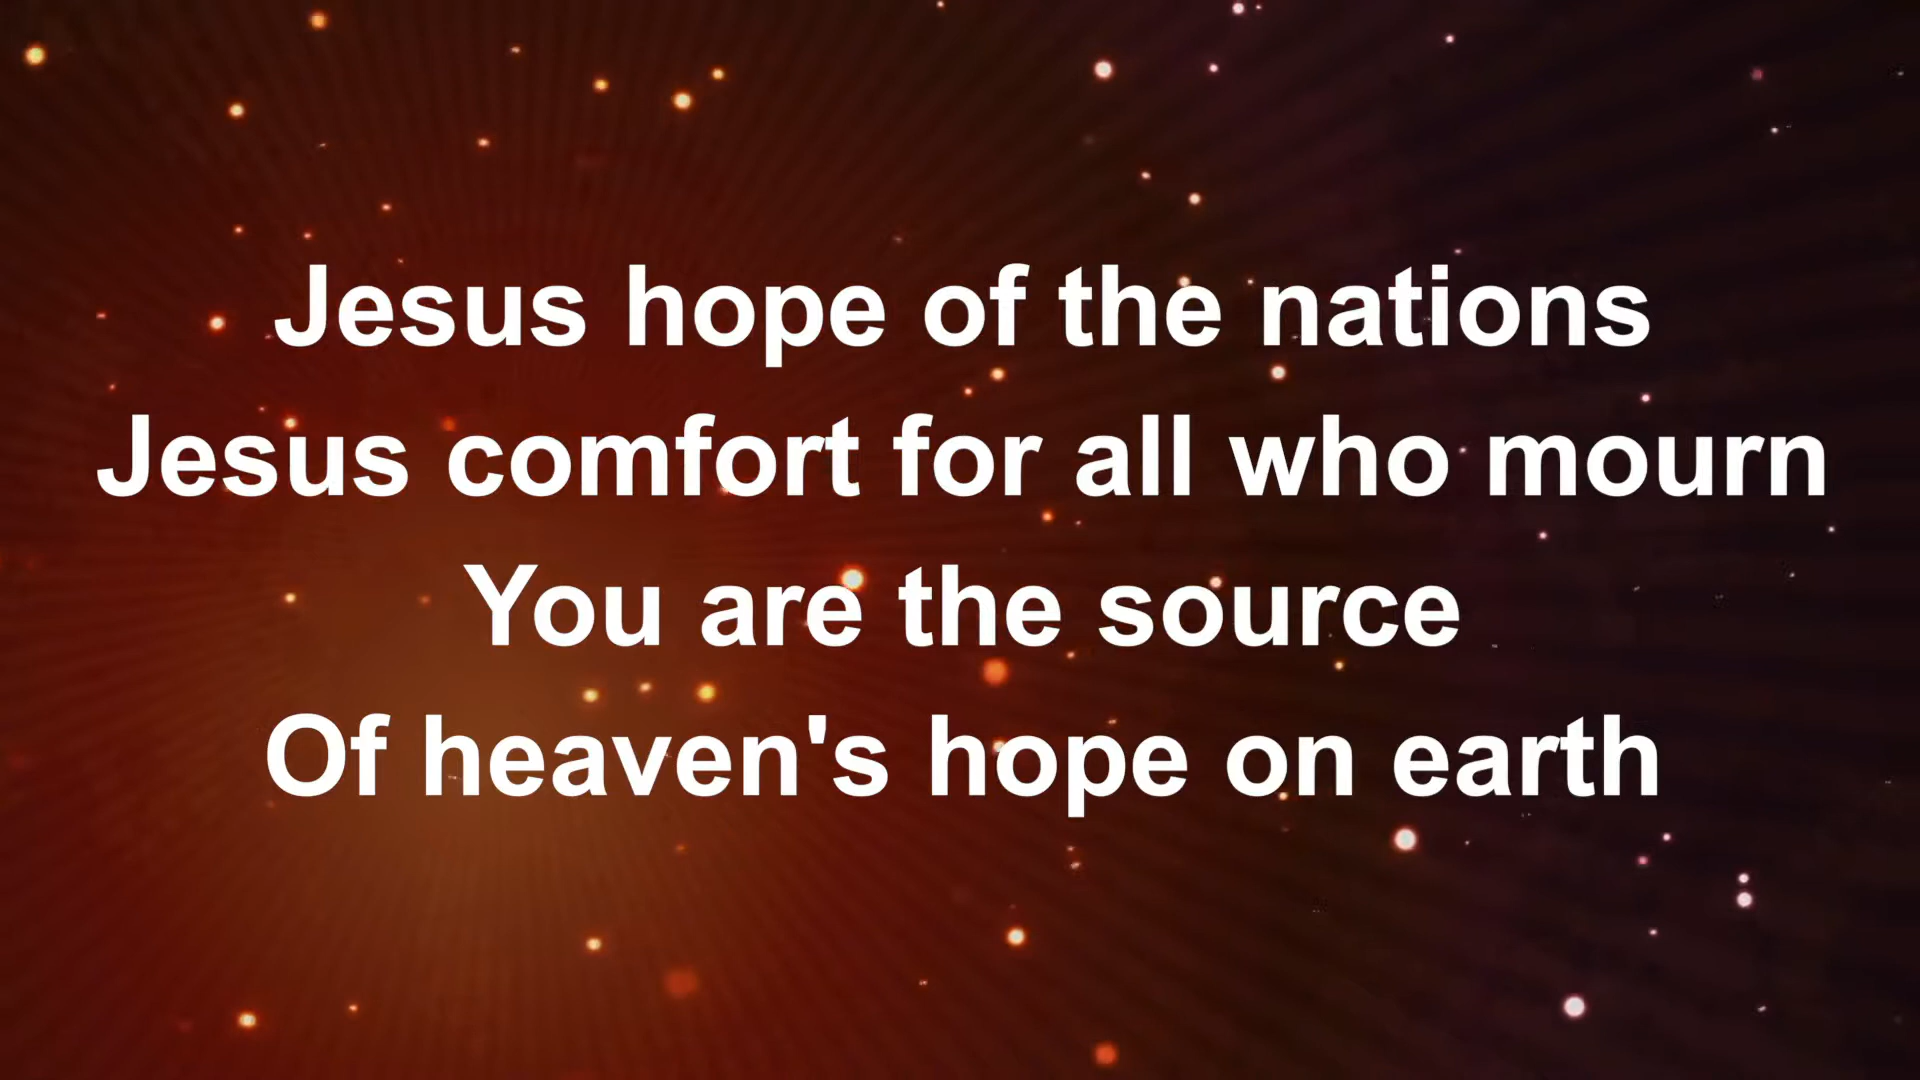 Jesus hope of the nations
Jesus comfort for all who mourn
You are the source
Of heaven's hope on earth